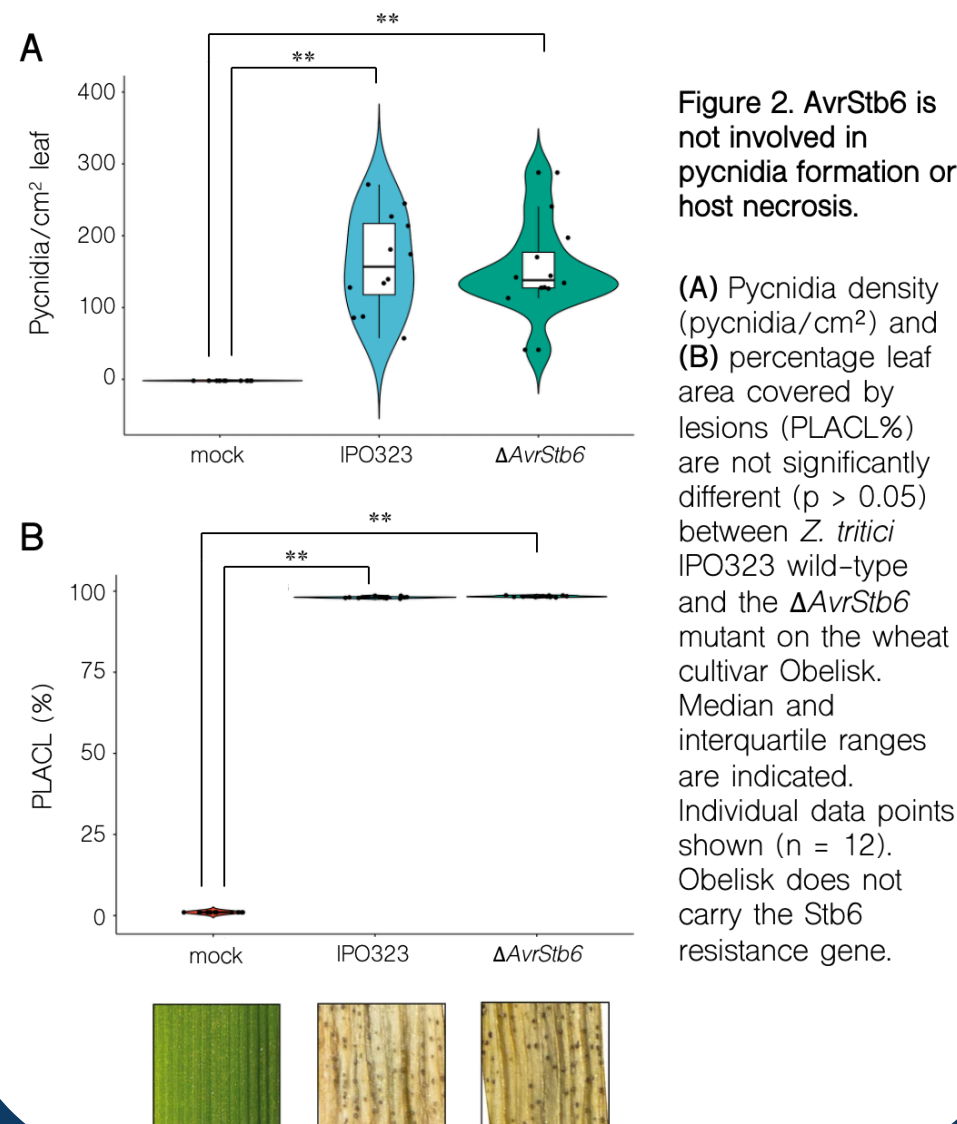 A
**
**
400
300
200
100
0
Pycnidia/cm² leaf
mock
IPO323
ΔAvrStb6
Figure 2. AvrStb6 is
not involved in
pycnidia formation or
host necrosis.
(A) Pycnidia density
(pycnidia/cm²) and
(B) percentage leaf
area covered by
lesions (PLACL%)
are not significantly
different (p > 0.05)
between Z. tritici
IPO323 wild-type
and the ΔAvrStb6
mutant on the wheat
cultivar Obelisk.
Median and
interquartile ranges
are indicated.
Individual data points
shown (n = 12).
Obelisk does not
carry the Stb6
resistance gene.
B
**
**
100
75
50
25
0
PLACL (%)
mock
IPO323
ΔAvrStb6